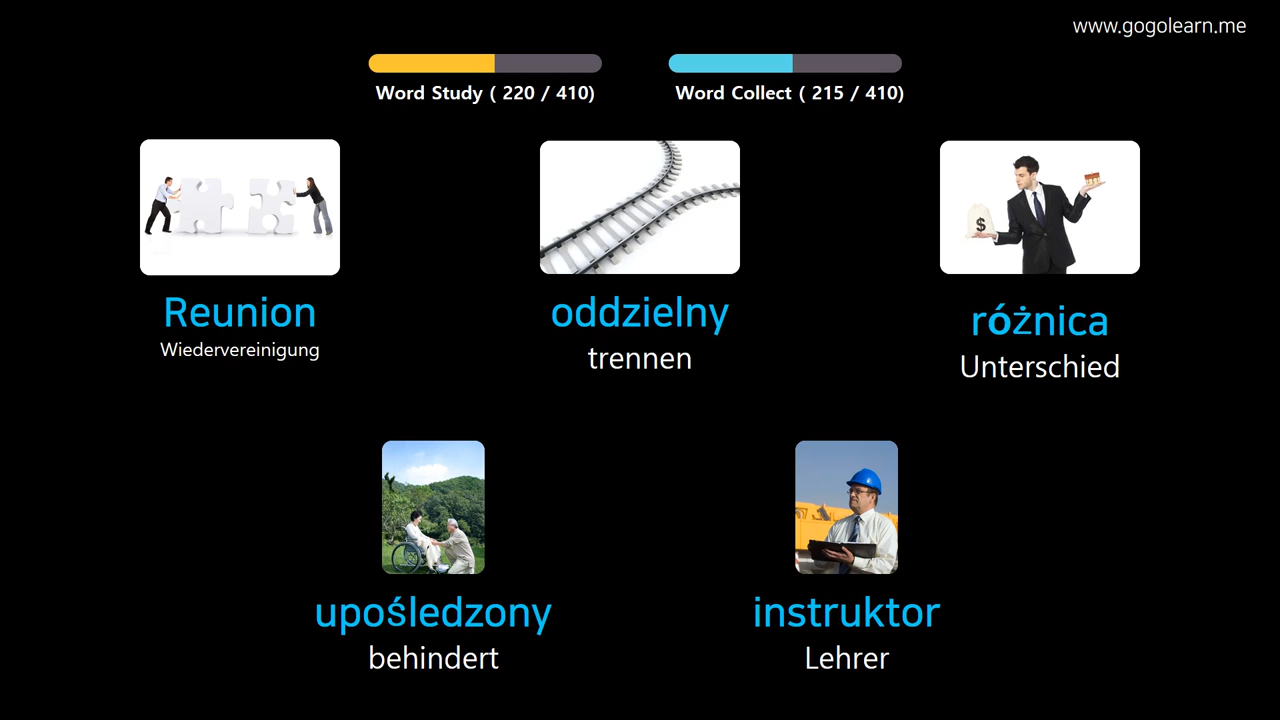 www.gogolearn.me
Word Study ( 220 / 410)
Word Collect ( 215 / 410)
$
Reunion
Wiedervereinigung
oddzielny
trennen
różnica
Unterschied
upośledzony
behindert
instruktor
Lehrer